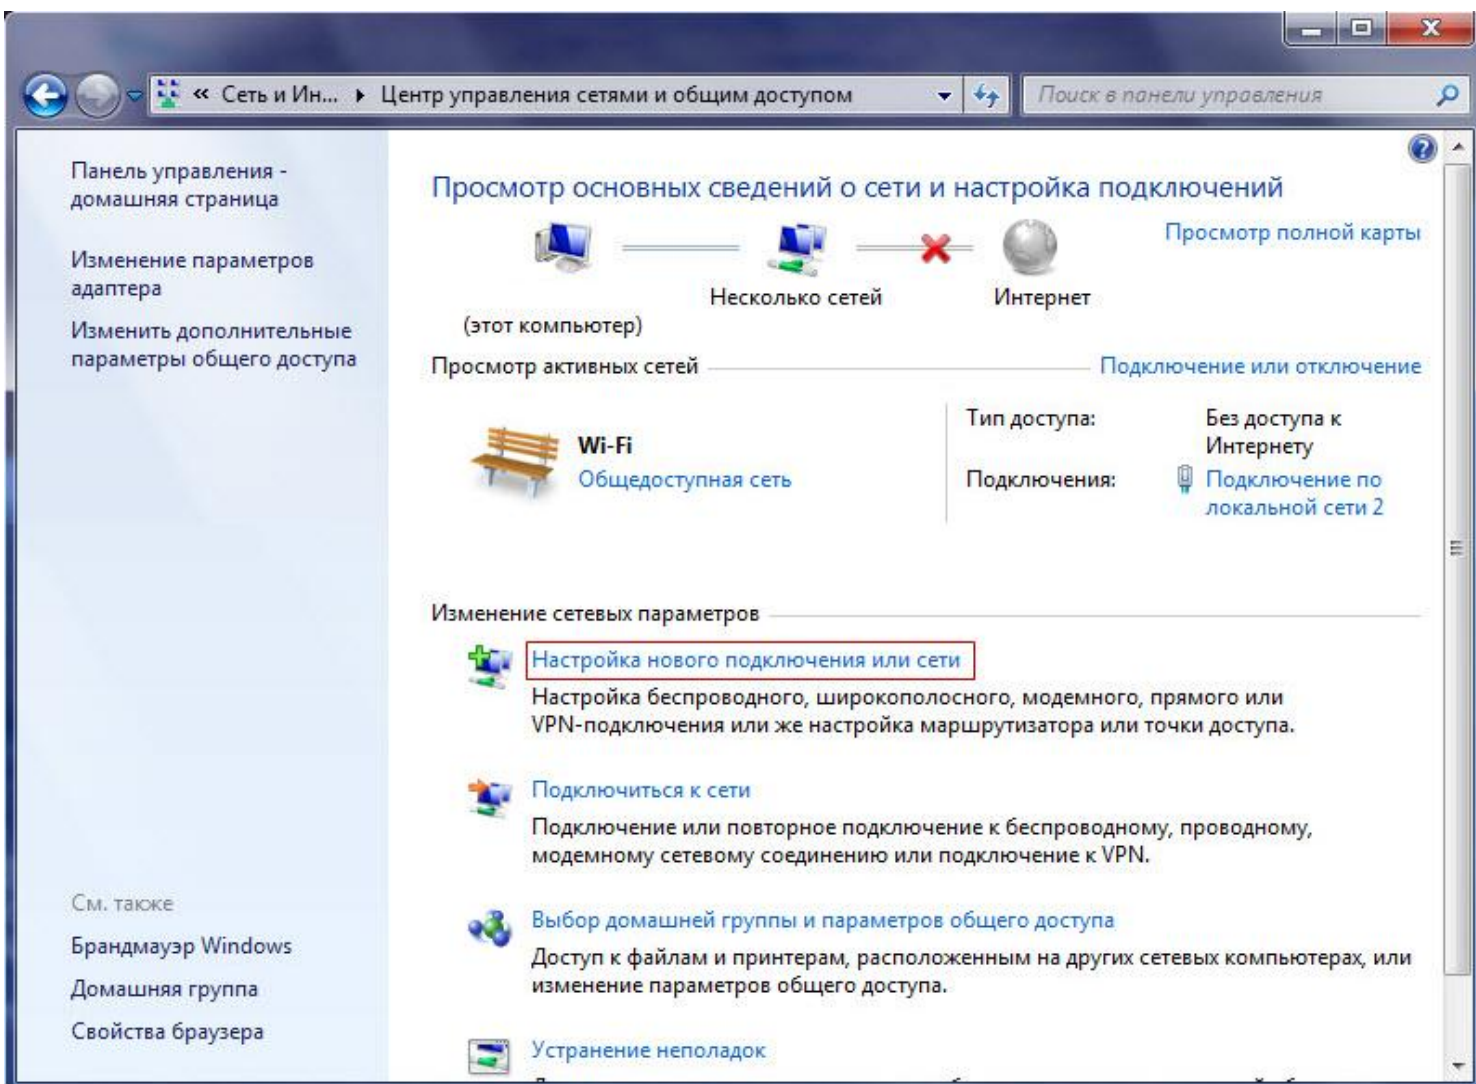 « Сеть и Ин... ▸ Центр управления сетями и общим доступом
Поиск в панели управления
Панель управления -
домашняя страница
Изменение параметров
адаптера
Изменить дополнительные
параметры общего доступа
См. также
Брандмауэр Windows
Домашняя группа
Свойства браузера
Просмотр основных сведений о сети и настройка подключений
Просмотр полной карты
Несколько сетей
Интернет
(этот компьютер)
Просмотр активных сетей
Подключение или отключение
Wi-Fi
Общедоступная сеть
Тип доступа:
Без доступа к
Интернету
Подключения:
Подключение по
локальной сети 2
Изменение сетевых параметров
Настройка нового подключения или сети
Настройка беспроводного, широкополосного, модемного, прямого или
VPN-подключения или же настройка маршрутизатора или точки доступа.
Подключиться к сети
Подключение или повторное подключение к беспроводному, проводному,
модемному сетевому соединению или подключение к VPN.
Выбор домашней группы и параметров общего доступа
Доступ к файлам и принтерам, расположенным на других сетевых компьютерах, или
изменение параметров общего доступа.
Устранение неполадок